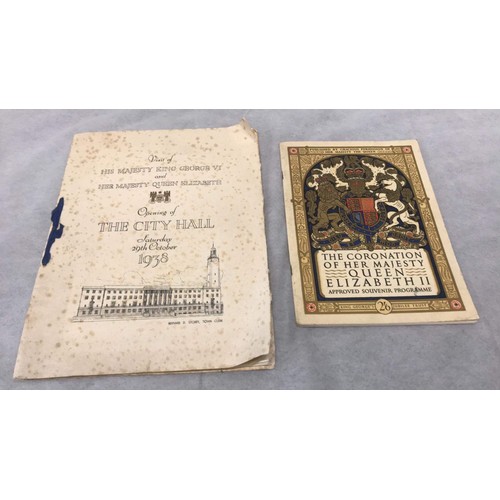 Visit of
HIS MAJESTY KING GEORGE VI
and
HER MAJESTY QUEEN ELIZABETH
Opening of
THE CITY HALL
Saturday
29th October
1938
THE CORONATION
OF HER MAJESTY
QUEEN
ELIZABETH II
APPROVED SOUVENIR PROGRAMME
2/6